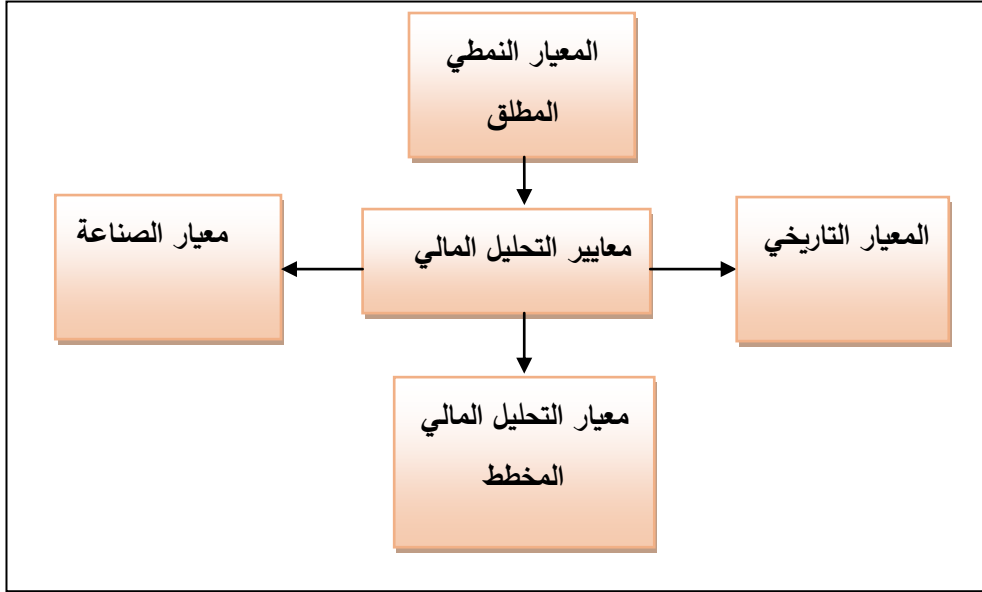 المعيار النمطي
المطلق
المعيار التاريخي
معايير التحليل المالي
معيار الصناعة
معيار التحليل المالي
المخطط